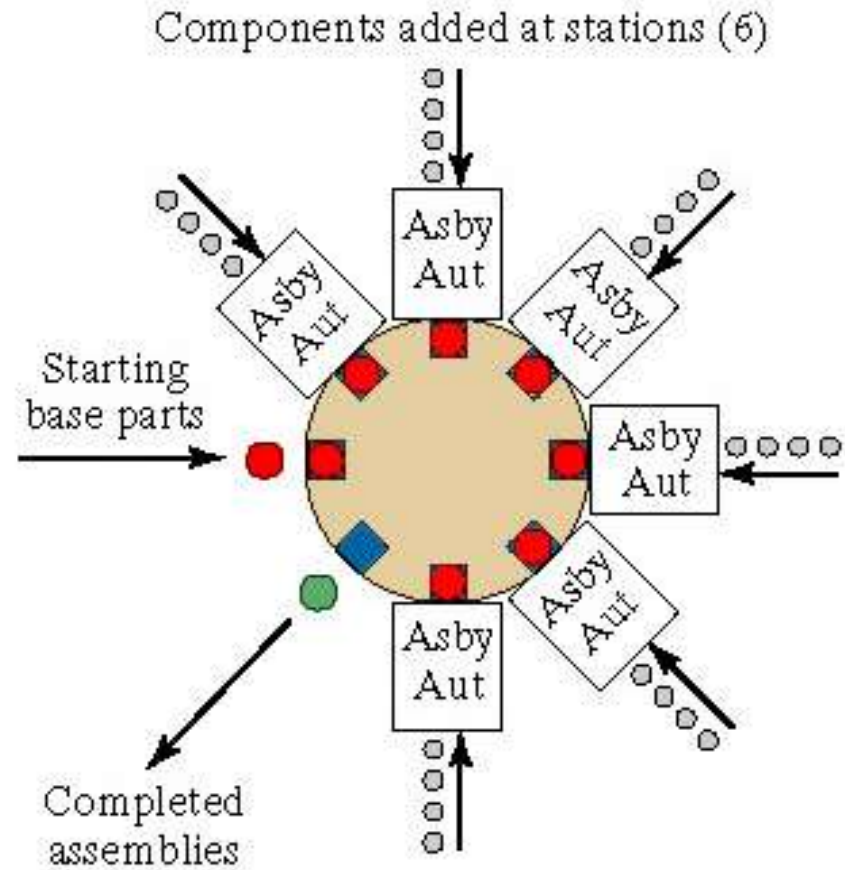 Components added at stations (6)
Asby
Aut
Asby
Aut
Asby
Aut
Starting
base parts
Asby
Aut
Asby
Aut
Asby
Aut
Completed
assemblies